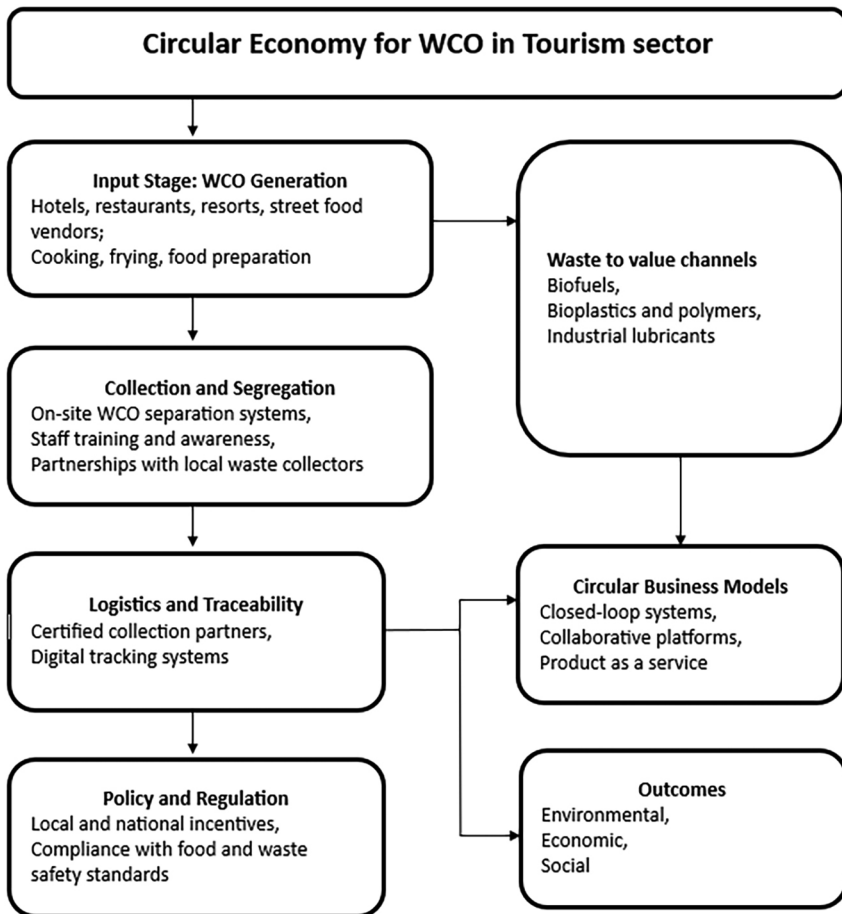 Circular Economy for WCO in Tourism sector
Input Stage: WCO Generation
Hotels, restaurants, resorts, street food
vendors;
Cooking, frying, food preparation
Waste to value channels
Biofuels,
Bioplastics and polymers,
Industrial lubricants
Collection and Segregation
On-site WCO separation systems,
Staff training and awareness,
Partnerships with local waste collectors
Logistics and Traceability
Certified collection partners,
Digital tracking systems
Circular Business Models
Closed-loop systems,
Collaborative platforms,
Product as a service
Policy and Regulation
Local and national incentives,
Compliance with food and waste
safety standards
Outcomes
Environmental,
Economic,
Social